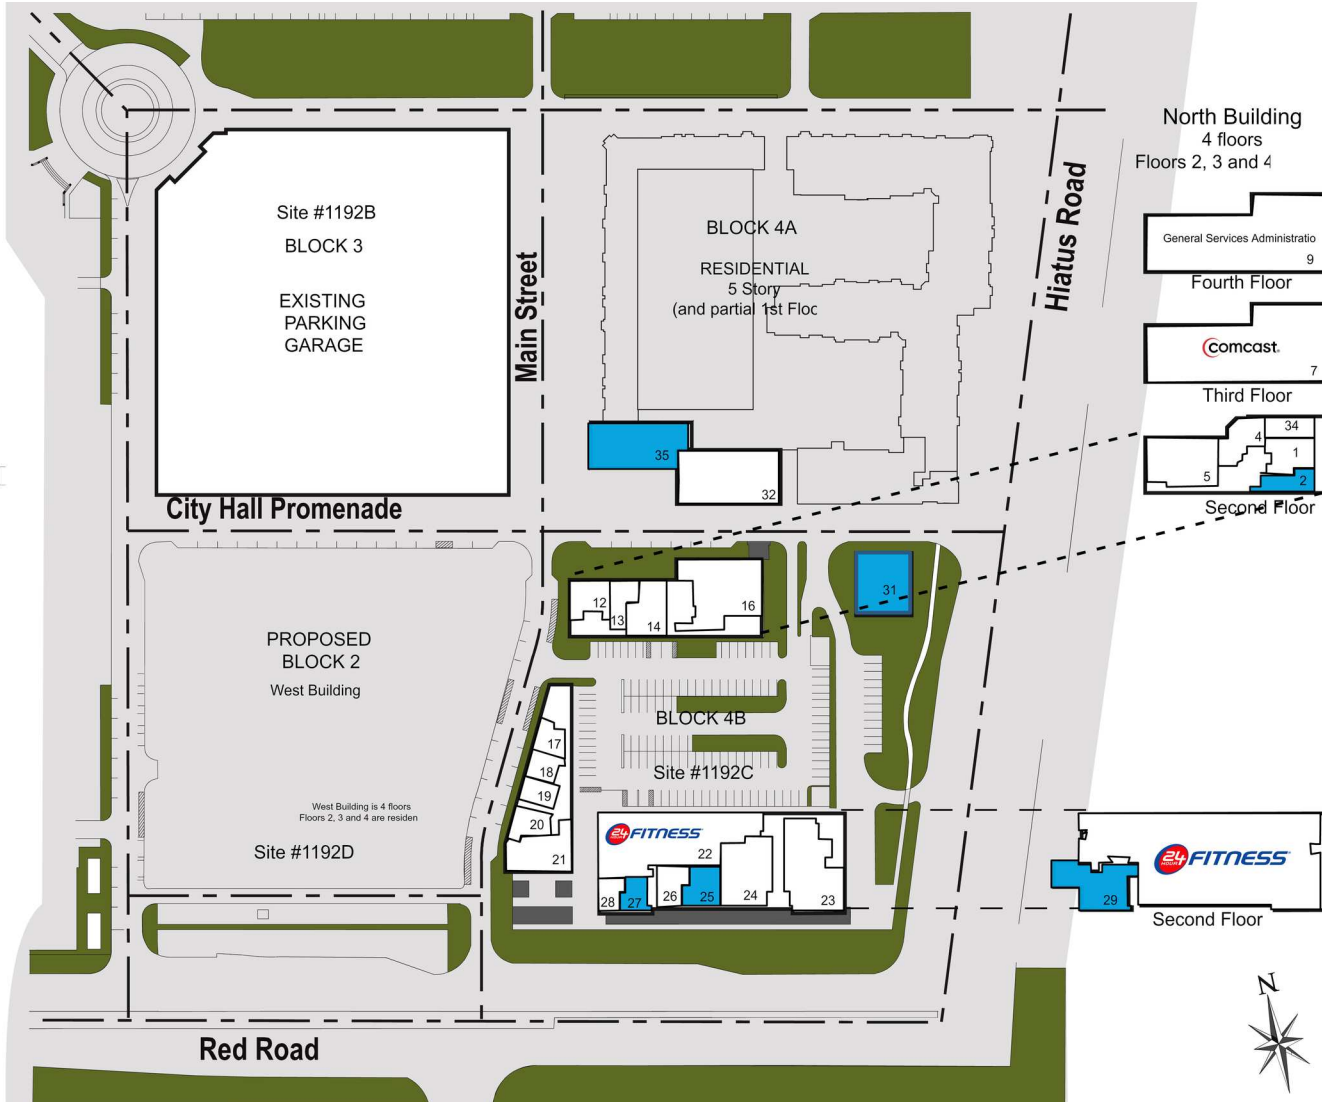 North Building
4 floors
Floors 2, 3 and 4
General Services Administratio
9
Fourth Floor
comcast.
7
Third Floor
34
4
1
5
2
Second Floor
Site #1192B
BLOCK 3
EXISTING
PARKING
GARAGE
Main Street
BLOCK 4A
RESIDENTIAL
5 Story
(and partial 1st Floo
Hiatus Road
35
32
City Hall Promenade
12
13
14
16
31
PROPOSED
BLOCK 2
West Building
West Building is 4 floors
Floors 2, 3 and 4 are residen
Site #1192D
BLOCK 4B
Site #1192C
17
18
19
20
21
24 HOUR FITNESS
22
28
27
26
25
24
23
24 HOUR FITNESS
29
Second Floor
N
Red Road